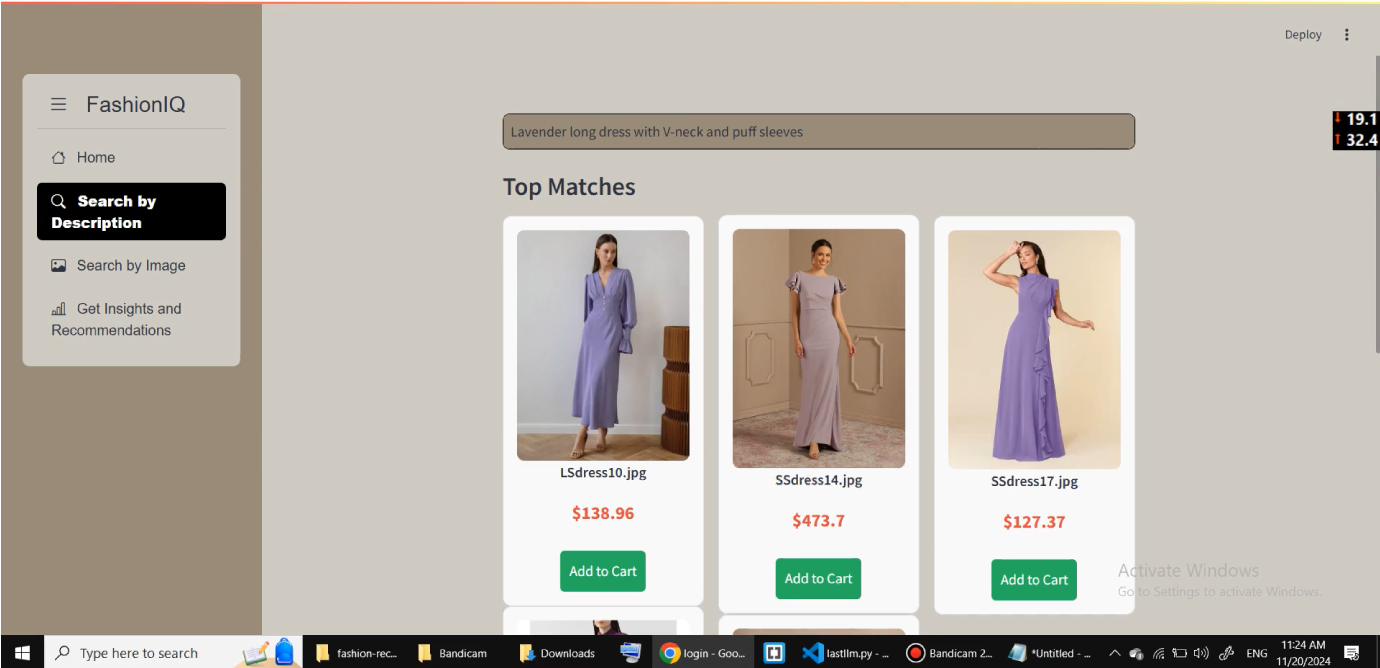 Deploy
FashionIQ
Home
Search by
Description
Search by Image
Get Insights and
Recommendations
Lavender long dress with V-neck and puff sleeves
19.1
32.4
Top Matches
LSdress10.jpg
SSdress14.jpg
SSdress17.jpg
$138.96
$473.7
$127.37
Add to Cart
Add to Cart
Add to Cart
Activate Windows
Go to Settings to activate Windows.
Type here to search
fashion-rec...
Bandicam
Downloads
login - Goo...
lastllm.py - ...
Bandicam 2...
*Untitled - ...
ENG
11:24 AM
11/20/2024